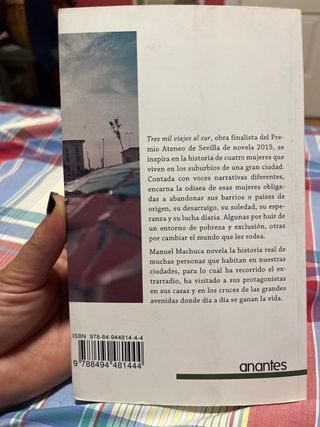 Tres mil viajes al sur, obra finalista del Pre-
mio Ateneo de Sevilla de novela 2015, se
inspira en la historia de cuatro mujeres que
viven en los suburbios de una gran ciudad.
Contada con voces narrativas diferentes,
encarna la odisea de esas mujeres obliga-
das a abandonar sus barrios o países de
origen, su desarraigo, su soledad, su espe-
ranza y su lucha diaria. Algunas por huir de
un entorno de pobreza y exclusión, otras
por cambiar el mundo que les rodea.
Manuel Machuca novela la historia real de
muchas personas que habitan en nuestras
ciudades, para lo cual ha recorrido el ex-
trarradio, ha visitado a sus protagonistas
en sus casas y en los cruces de las grandes
avenidas donde día a día se ganan la vida.
ISBN 978-84-944814-4-4
9 788494 481444
anantes